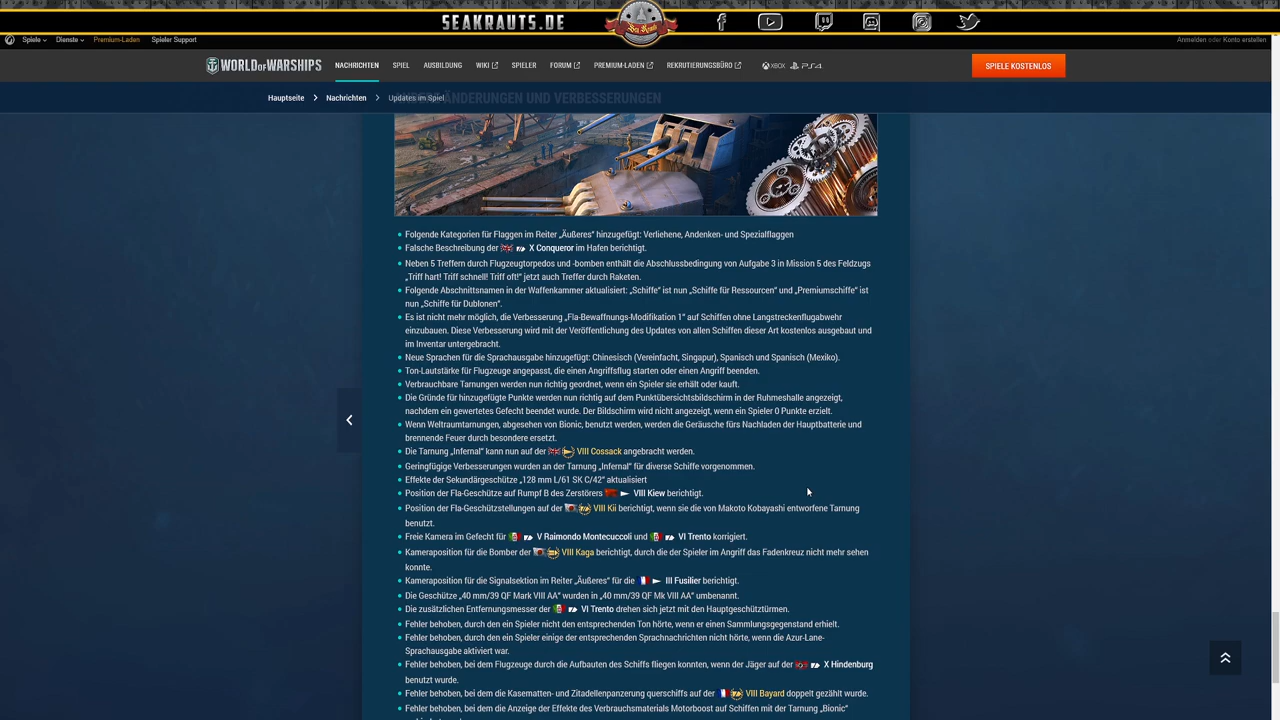 SEAKRAUTS.DE
Sea Krauts
Spiele
Dienste
Premium-Laden
Spieler Support
Anmelden oder Konto erstellen
WORLD OF WARSHIPS
NACHRICHTEN
SPIEL
AUSBILDUNG
WIKI
SPIELER
FORUM
PREMIUM-LADEN
REKRUTIERUNGSBÜRO
XBOX
PS4
SPIELE KOSTENLOS
Hauptseite
Nachrichten
Updates im Spiel
ÄNDERUNGEN UND VERBESSERUNGEN
Folgende Kategorien für Flaggen im Reiter „Äußeres“ hinzugefügt: Verliehene, Andenken- und Spezialflaggen
Falsche Beschreibung der X Conqueror im Hafen berichtigt.
Neben 5 Treffern durch Flugzeugtorpedos und -bomben enthält die Abschlussbedingung von Aufgabe 3 in Mission 5 des Feldzugs
„Triff hart! Triff schnell! Triff oft!“ jetzt auch Treffer durch Raketen.
Folgende Abschnittsnamen in der Waffenkammer aktualisiert: „Schiffe“ ist nun „Schiffe für Ressourcen“ und „Premiumschiffe“ ist
nun „Schiffe für Dublonen“.
Es ist nicht mehr möglich, die Verbesserung „Fla-Bewaffnungs-Modifikation 1“ auf Schiffen ohne Langstreckenflugabwehr
einzubauen. Diese Verbesserung wird mit der Veröffentlichung des Updates von allen Schiffen dieser Art kostenlos ausgebaut und
im Inventar untergebracht.
Neue Sprachen für die Sprachausgabe hinzugefügt: Chinesisch (Vereinfacht, Singapur), Spanisch und Spanisch (Mexiko).
Ton-Lautstärke für Flugzeuge angepasst, die einen Angriffsflug starten oder einen Angriff beenden.
Verbrauchbare Tarnungen werden nun richtig geordnet, wenn ein Spieler sie erhält oder kauft.
Die Gründe für hinzugefügte Punkte werden nun richtig auf dem Punktübersichtsbildschirm in der Ruhmeshalle angezeigt,
nachdem ein gewertetes Gefecht beendet wurde. Der Bildschirm wird nicht angezeigt, wenn ein Spieler 0 Punkte erzielt.
Wenn Weltraumtarnungen, abgesehen von Bionic, benutzt werden, werden die Geräusche fürs Nachladen der Hauptbatterie und
brennende Feuer durch besondere ersetzt.
Die Tarnung „Infernal“ kann nun auf der VIII Cossack angebracht werden.
Geringfügige Verbesserungen wurden an der Tarnung „Infernal“ für diverse Schiffe vorgenommen.
Effekte der Sekundärgeschütze „128 mm L/61 SK C/42“ aktualisiert
Position der Fla-Geschütze auf Rumpf B des Zerstörers VIII Kiew berichtigt.
Position der Fla-Geschützstellungen auf der VIII Kii berichtigt, wenn sie die von Makoto Kobayashi entworfene Tarnung
benutzt.
Freie Kamera im Gefecht für V Raimondo Montecuccoli und VI Trento korrigiert.
Kameraposition für die Bomber der VIII Kaga berichtigt, durch die der Spieler im Angriff das Fadenkreuz nicht mehr sehen
konnte.
Kameraposition für die Signalsektion im Reiter „Äußeres“ für die III Fusilier berichtigt.
Die Geschütze „40 mm/39 QF Mark VIII AA“ wurden in „40 mm/39 QF Mk VIII AA“ umbenannt.
Die zusätzlichen Entfernungsmesser der VI Trento drehen sich jetzt mit den Hauptgeschütztürmen.
Fehler behoben, durch den ein Spieler nicht den entsprechenden Ton hörte, wenn er einen Sammlungsgegenstand erhielt.
Fehler behoben, durch den ein Spieler einige der entsprechenden Sprachnachrichten nicht hörte, wenn die Azur-Lane-
Sprachausgabe aktiviert war.
Fehler behoben, bei dem Flugzeuge durch die Aufbauten des Schiffs fliegen konnten, wenn der Jäger auf der X Hindenburg
benutzt wurde.
Fehler behoben, bei dem die Kasematten- und Zitadellenpanzerung querschiffs auf der VIII Bayard doppelt gezählt wurde.
Fehler behoben, bei dem die Anzeige der Effekte des Verbrauchsmaterials Motorboost auf Schiffen mit der Tarnung „Bionic“